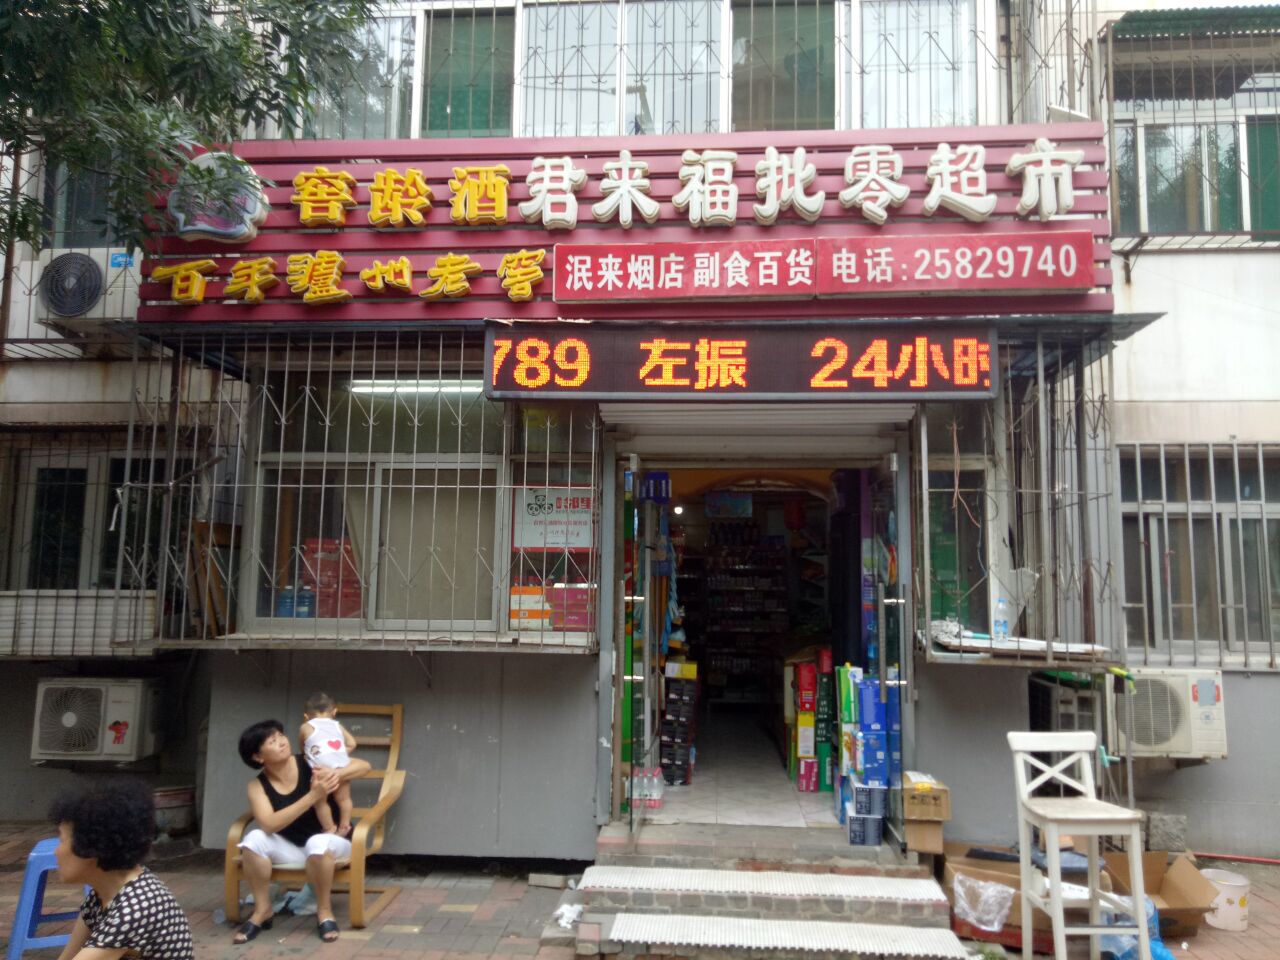 窖龄酒 君来福批零超市
百年瀘州老窖
泯来烟店 副食百货 电话:25829740
789 左振 24小时